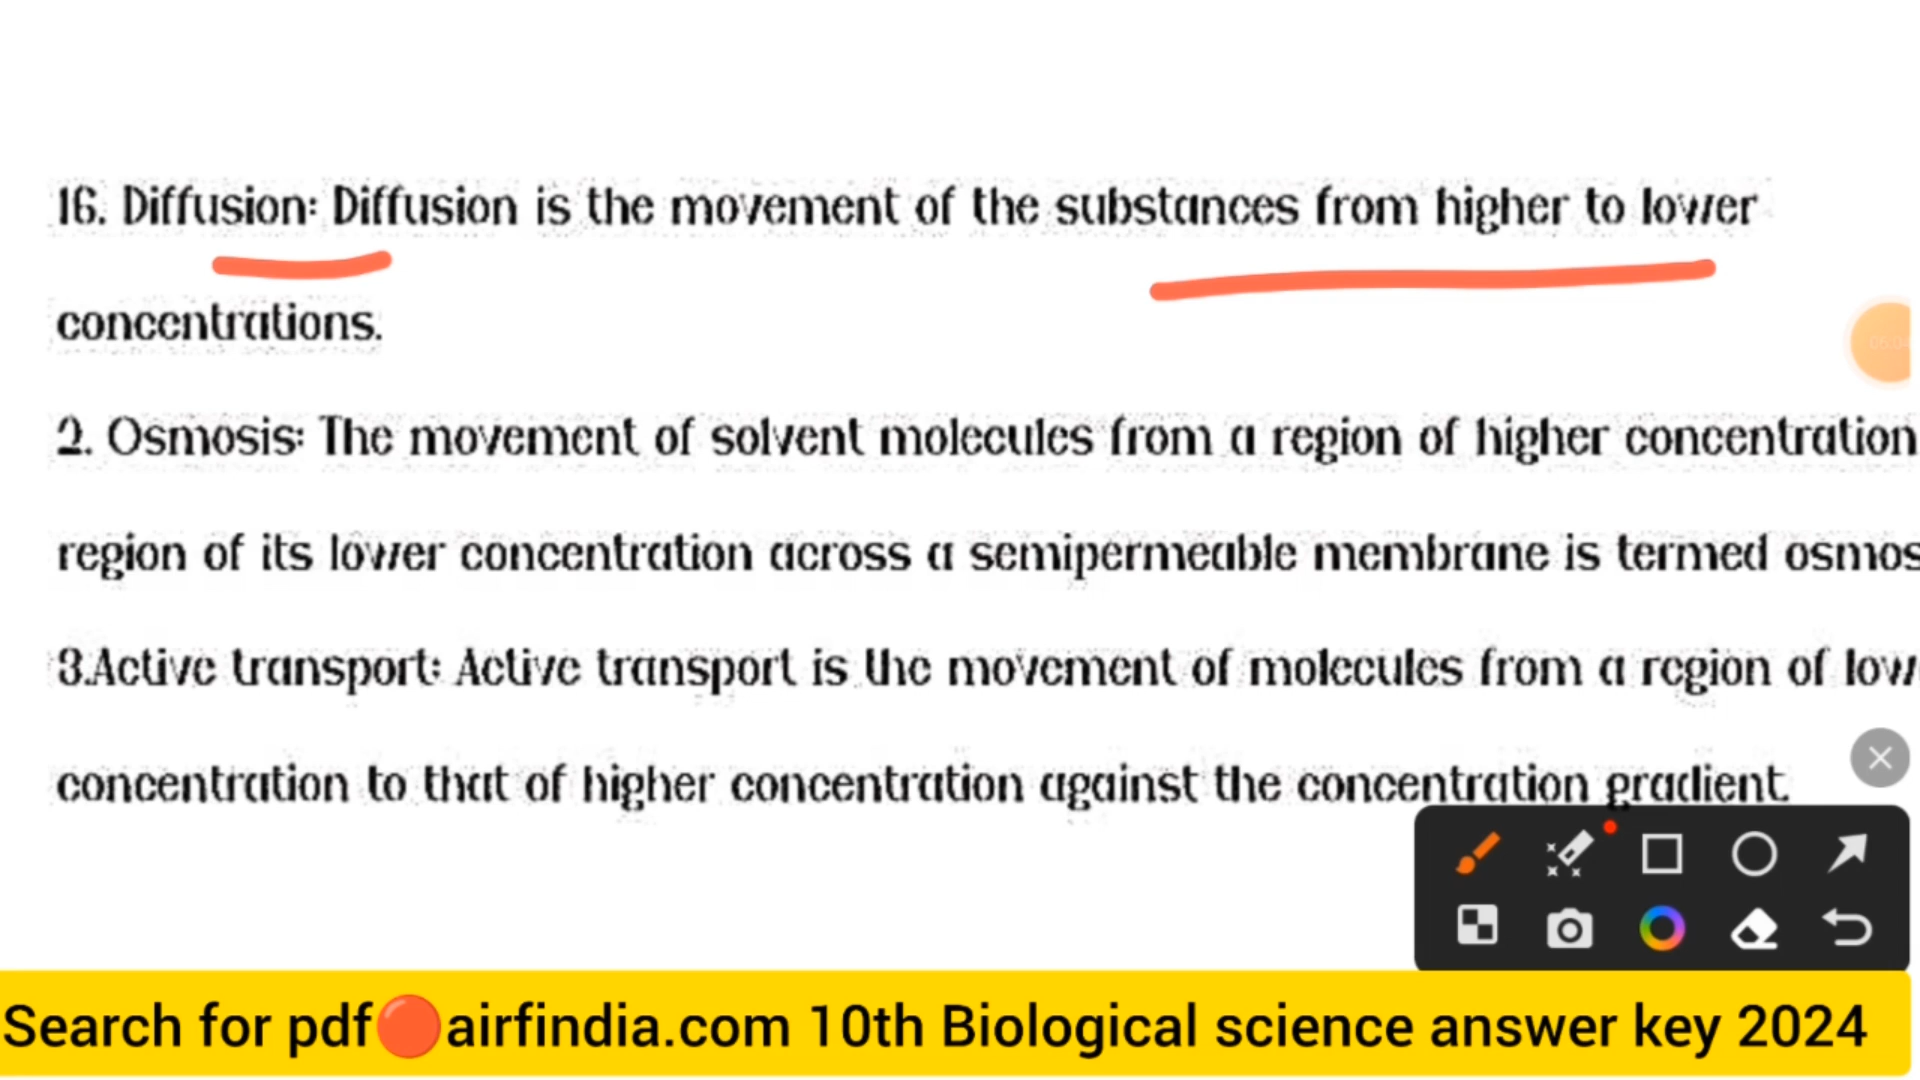 16. Diffusion: Diffusion is the movement of the substances from higher to lower
concentrations.
2. Osmosis: The movement of solvent molecules from a region of higher concentration
region of its lower concentration across a semipermeable membrane is termed osmos
3.Active transport: Active transport is the movement of molecules from a region of low
concentration to that of higher concentration against the concentration gradient.
Search for pdf🔴airfindia.com 10th Biological science answer key 2024